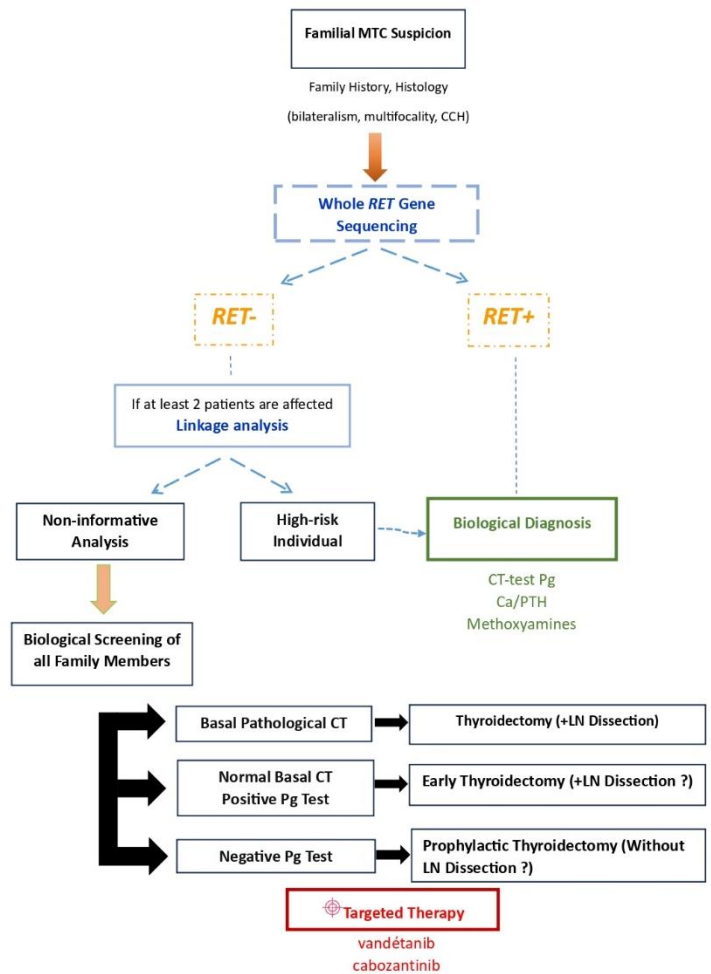 Familial MTC Suspicion
Family History, Histology
(bilateralism, multifocality, CCH)
Whole RET Gene
Sequencing
RET-
RET+
If at least 2 patients are affected
Linkage analysis
Non-informative
Analysis
High-risk
Individual
Biological Diagnosis
CT-test Pg
Ca/PTH
Methoxyamines
Biological Screening of
all Family Members
Basal Pathological CT
Thyroidectomy (+LN Dissection)
Normal Basal CT
Positive Pg Test
Early Thyroidectomy (+LN Dissection ?)
Negative Pg Test
Prophylactic Thyroidectomy (Without
LN Dissection ?)
Targeted Therapy
vandétanib
cabozantinib